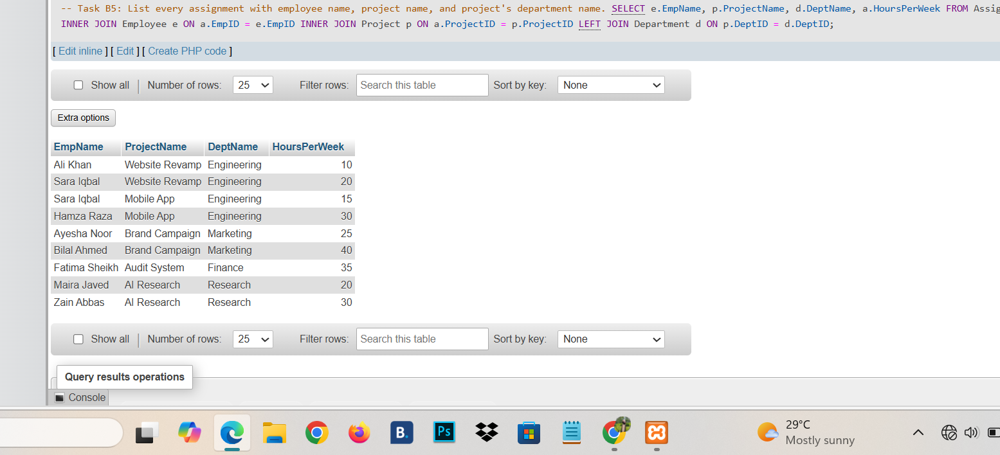 -- Task B5: List every assignment with employee name, project name, and project's department name. SELECT e.EmpName, p.ProjectName, d.DeptName, a.HoursPerWeek FROM Assig
INNER JOIN Employee e ON a.EmpID = e.EmpID INNER JOIN Project p ON a.ProjectID = p.ProjectID LEFT JOIN Department d ON p.DeptID = d.DeptID;
[ Edit inline ] [ Edit ] [ Create PHP code ]
Show all | Number of rows: 25 Filter rows: Search this table Sort by key: None
Extra options
EmpName ProjectName DeptName HoursPerWeek
Ali Khan Website Revamp Engineering 10
Sara Iqbal Website Revamp Engineering 20
Sara Iqbal Mobile App Engineering 15
Hamza Raza Mobile App Engineering 30
Ayesha Noor Brand Campaign Marketing 25
Bilal Ahmed Brand Campaign Marketing 40
Fatima Sheikh Audit System Finance 35
Maira Javed AI Research Research 20
Zain Abbas AI Research Research 30
Show all | Number of rows: 25 Filter rows: Search this table Sort by key: None
Query results operations
Console
B.
Ps
29°C
Mostly sunny